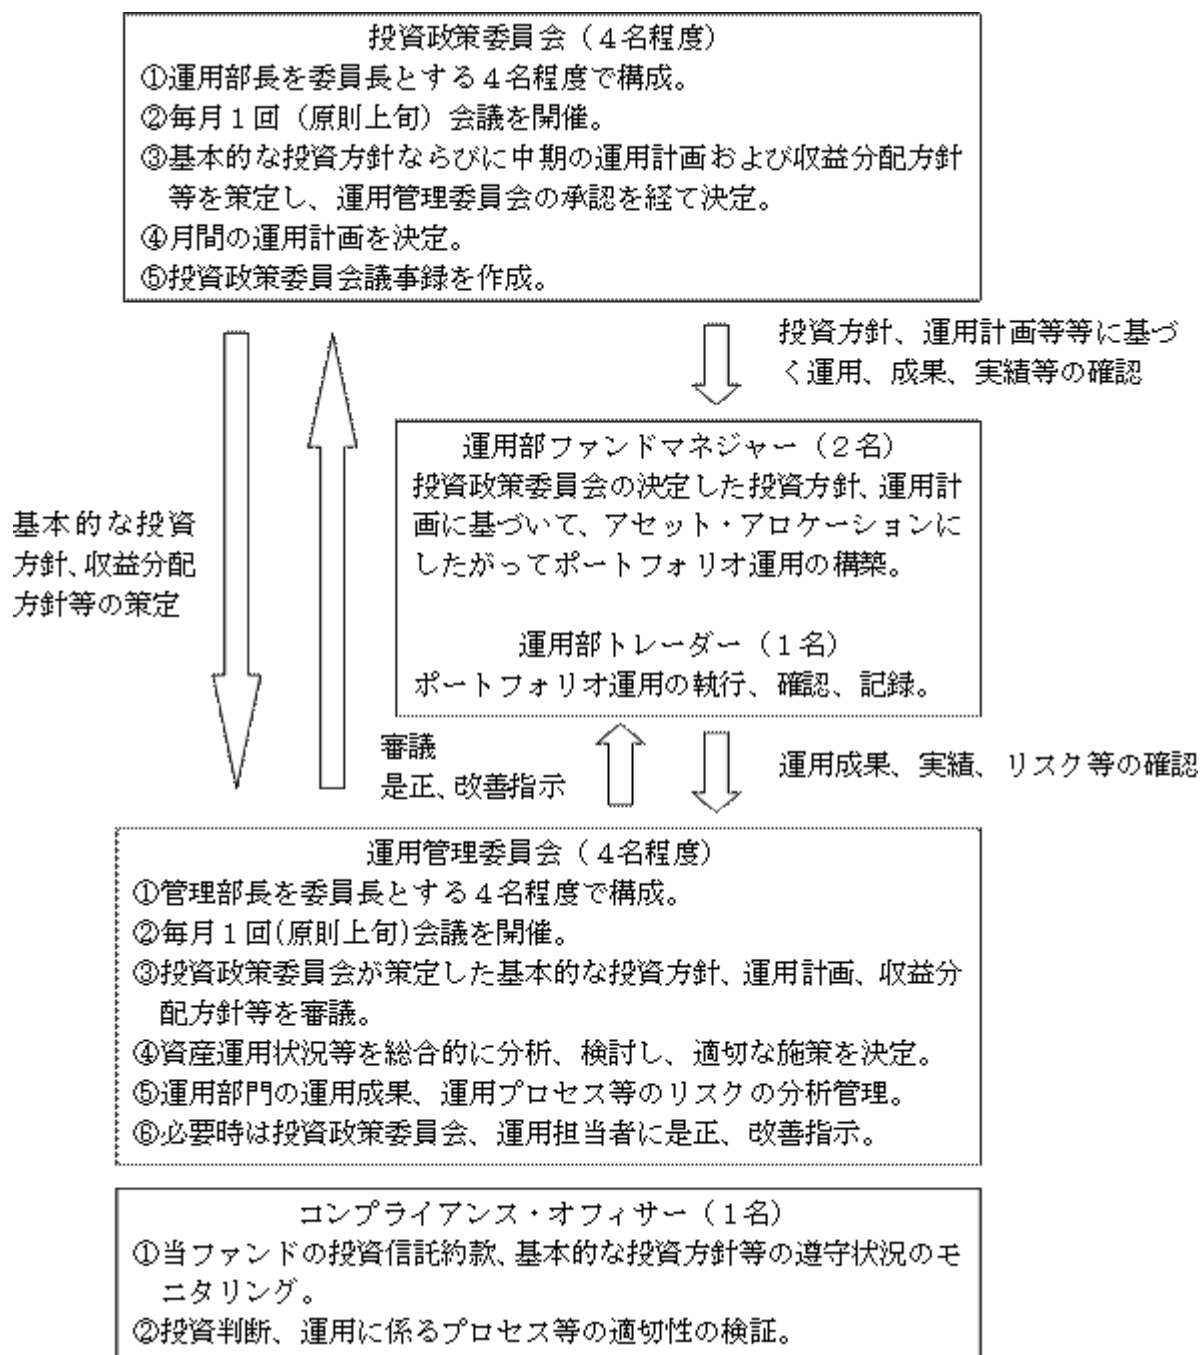 投資政策委員会（４名程度）
①運用部長を委員長とする４名程度で構成。
②毎月１回（原則上旬）会議を開催。
③基本的な投資方針ならびに中期の運用計画および収益分配方針
等を策定し、運用管理委員会の承認を経て決定。
④月間の運用計画を決定。
⑤投資政策委員会議事録を作成。
投資方針、運用計画等等に基づ
く運用、成果、実績等の確認
運用部ファンドマネジャー（２名）
投資政策委員会の決定した投資方針、運用計
画に基づいて、アセット・アロケーションに
したがってポートフォリオ運用の構築。
運用部トレーダー（１名）
ポートフォリオ運用の執行、確認、記録。
基本的な投資
方針、収益分配
方針等の策定
審議
是正、改善指示
運用成果、実績、リスク等の確認
運用管理委員会（４名程度）
①管理部長を委員長とする４名程度で構成。
②毎月１回(原則上旬)会議を開催。
③投資政策委員会が策定した基本的な投資方針、運用計画、収益分
配方針等を審議。
④資産運用状況等を総合的に分析、検討し、適切な施策を決定。
⑤運用部門の運用成果、運用プロセス等のリスクの分析管理。
⑥必要時は投資政策委員会、運用担当者に是正、改善指示。
コンプライアンス・オフィサー（１名）
①当ファンドの投資信託約款、基本的な投資方針等の遵守状況のモ
ニタリング。
②投資判断、運用に係るプロセス等の適切性の検証。